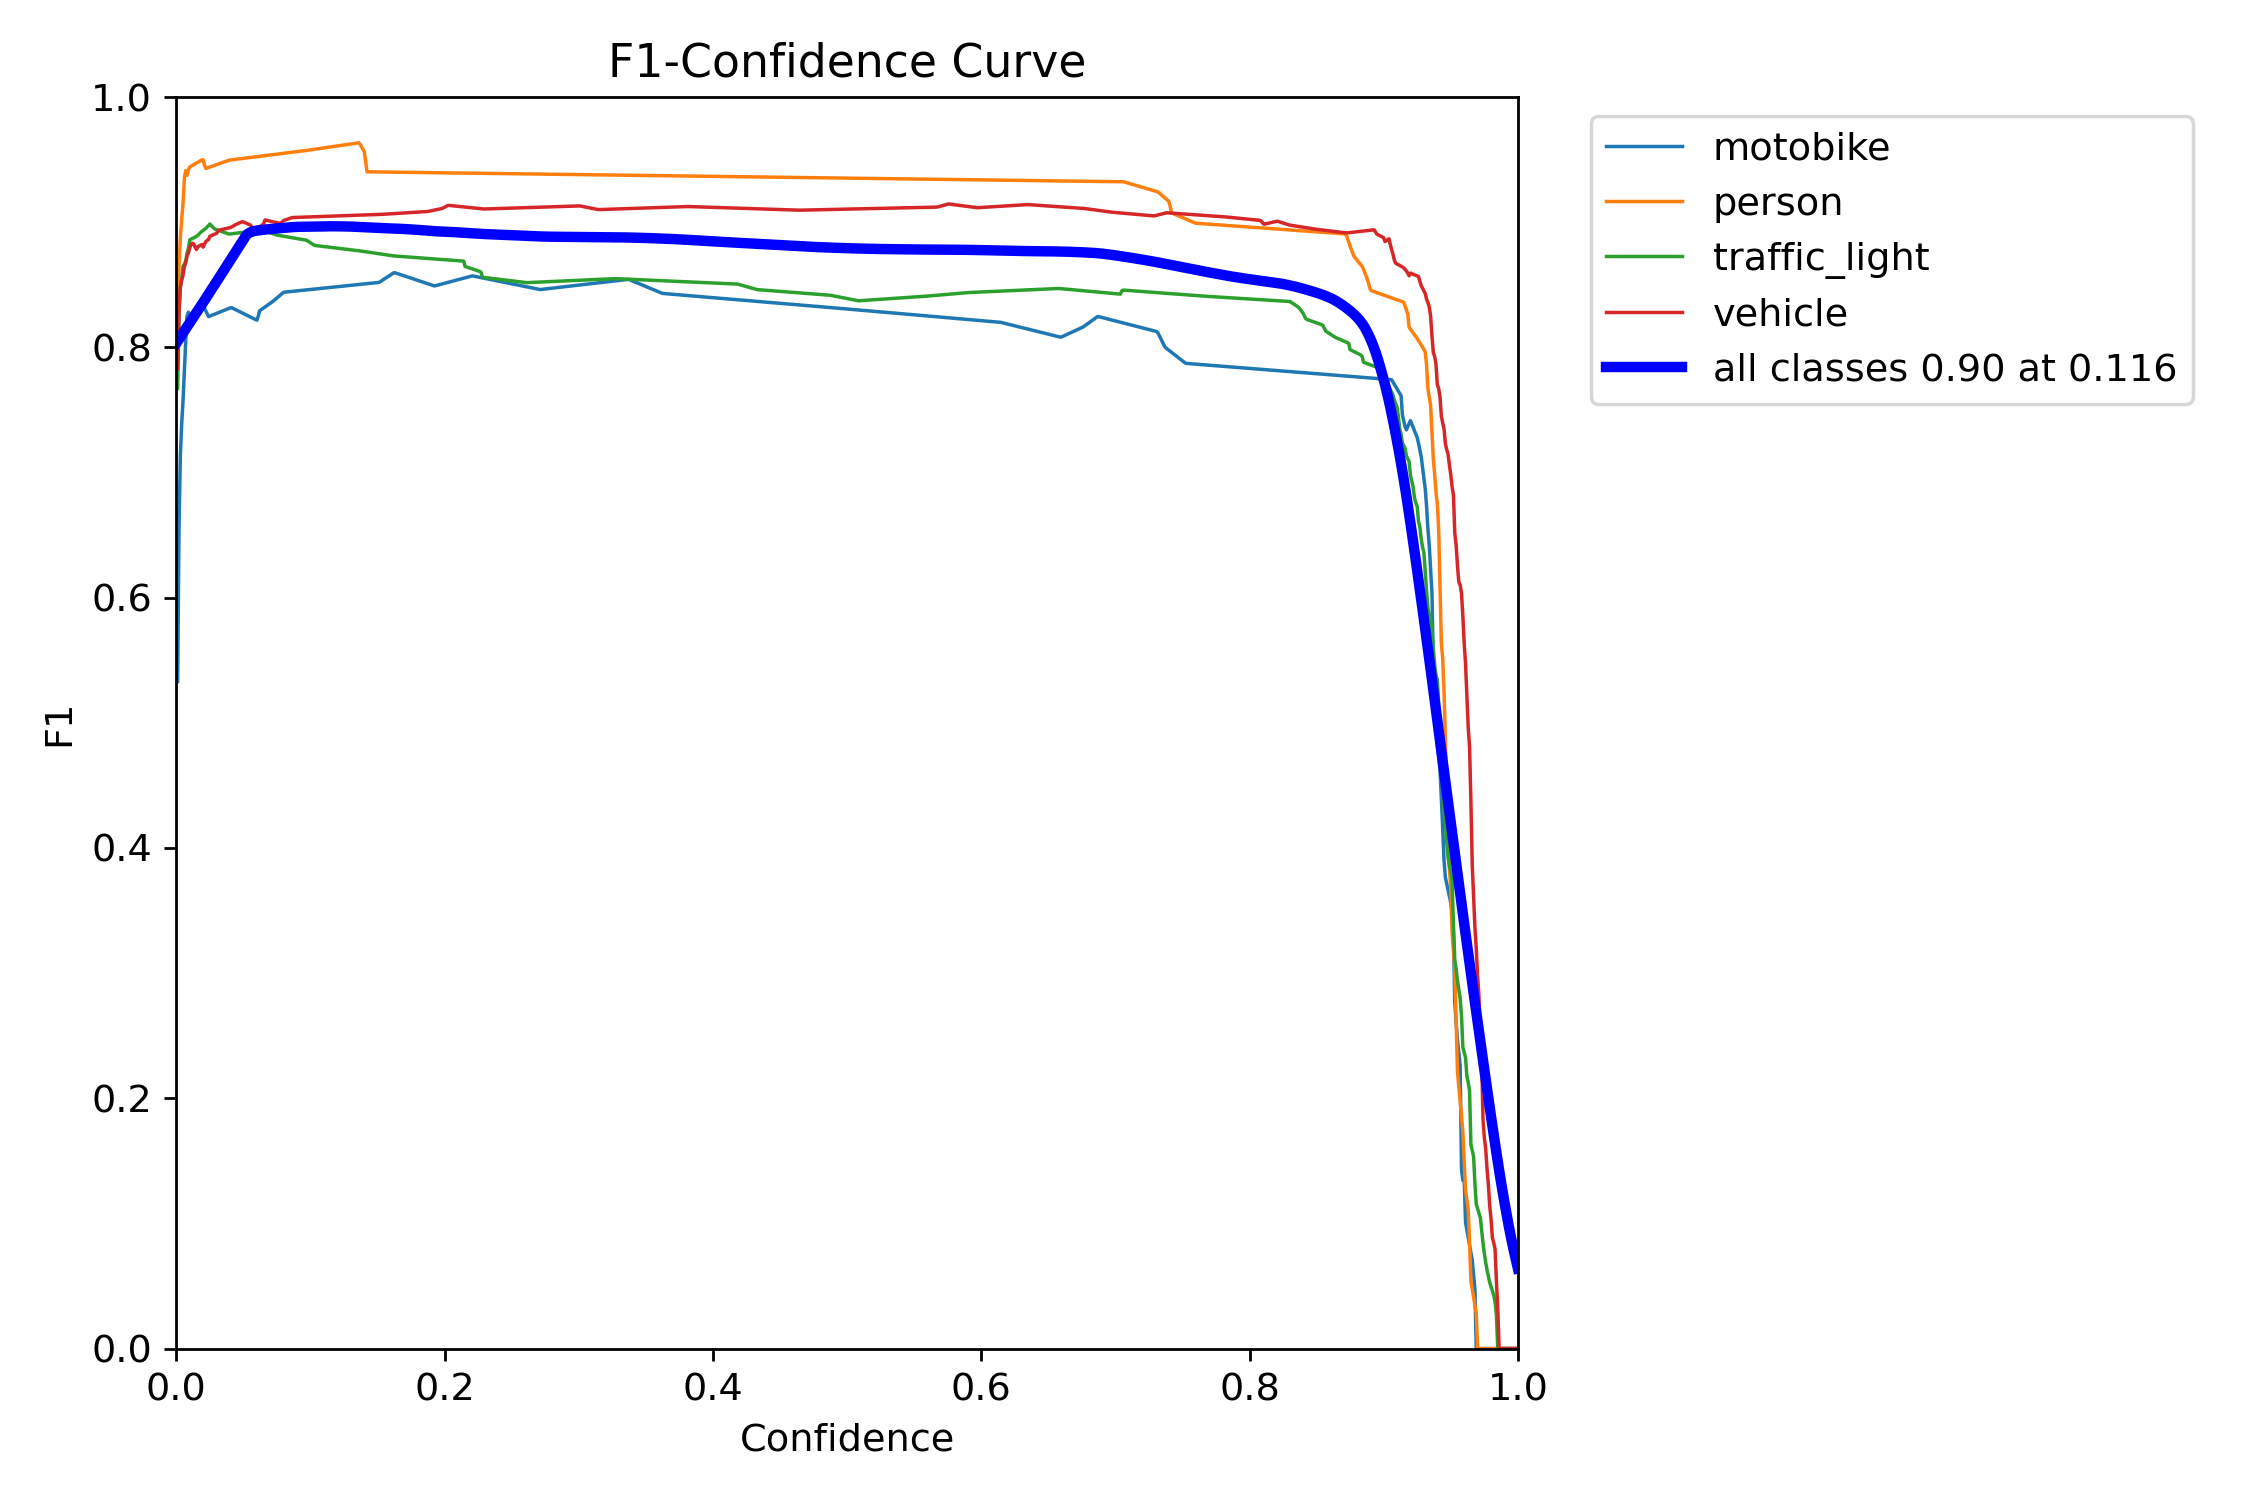 F1-Confidence Curve
1.0
0.8
0.6
0.4
0.2
0.0
F1
0.0 0.2 0.4 0.6 0.8 1.0
Confidence
motobike
person
traffic_light
vehicle
all classes 0.90 at 0.116